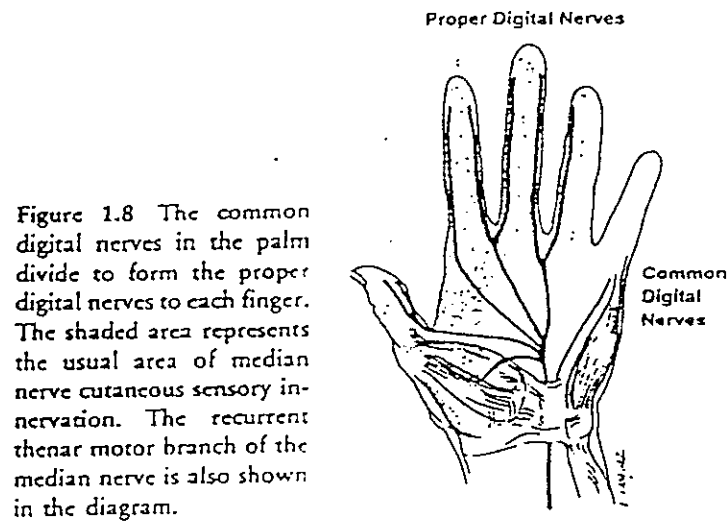 Proper Digital Nerves
Figure 1.8 The common
digital nerves in the palm
divide to form the proper
digital nerves to each finger.
The shaded area represents
the usual area of median
nerve cutaneous sensory in-
nervation. The recurrent
thenar motor branch of the
median nerve is also shown
in the diagram.
Common
Digital
Nerves